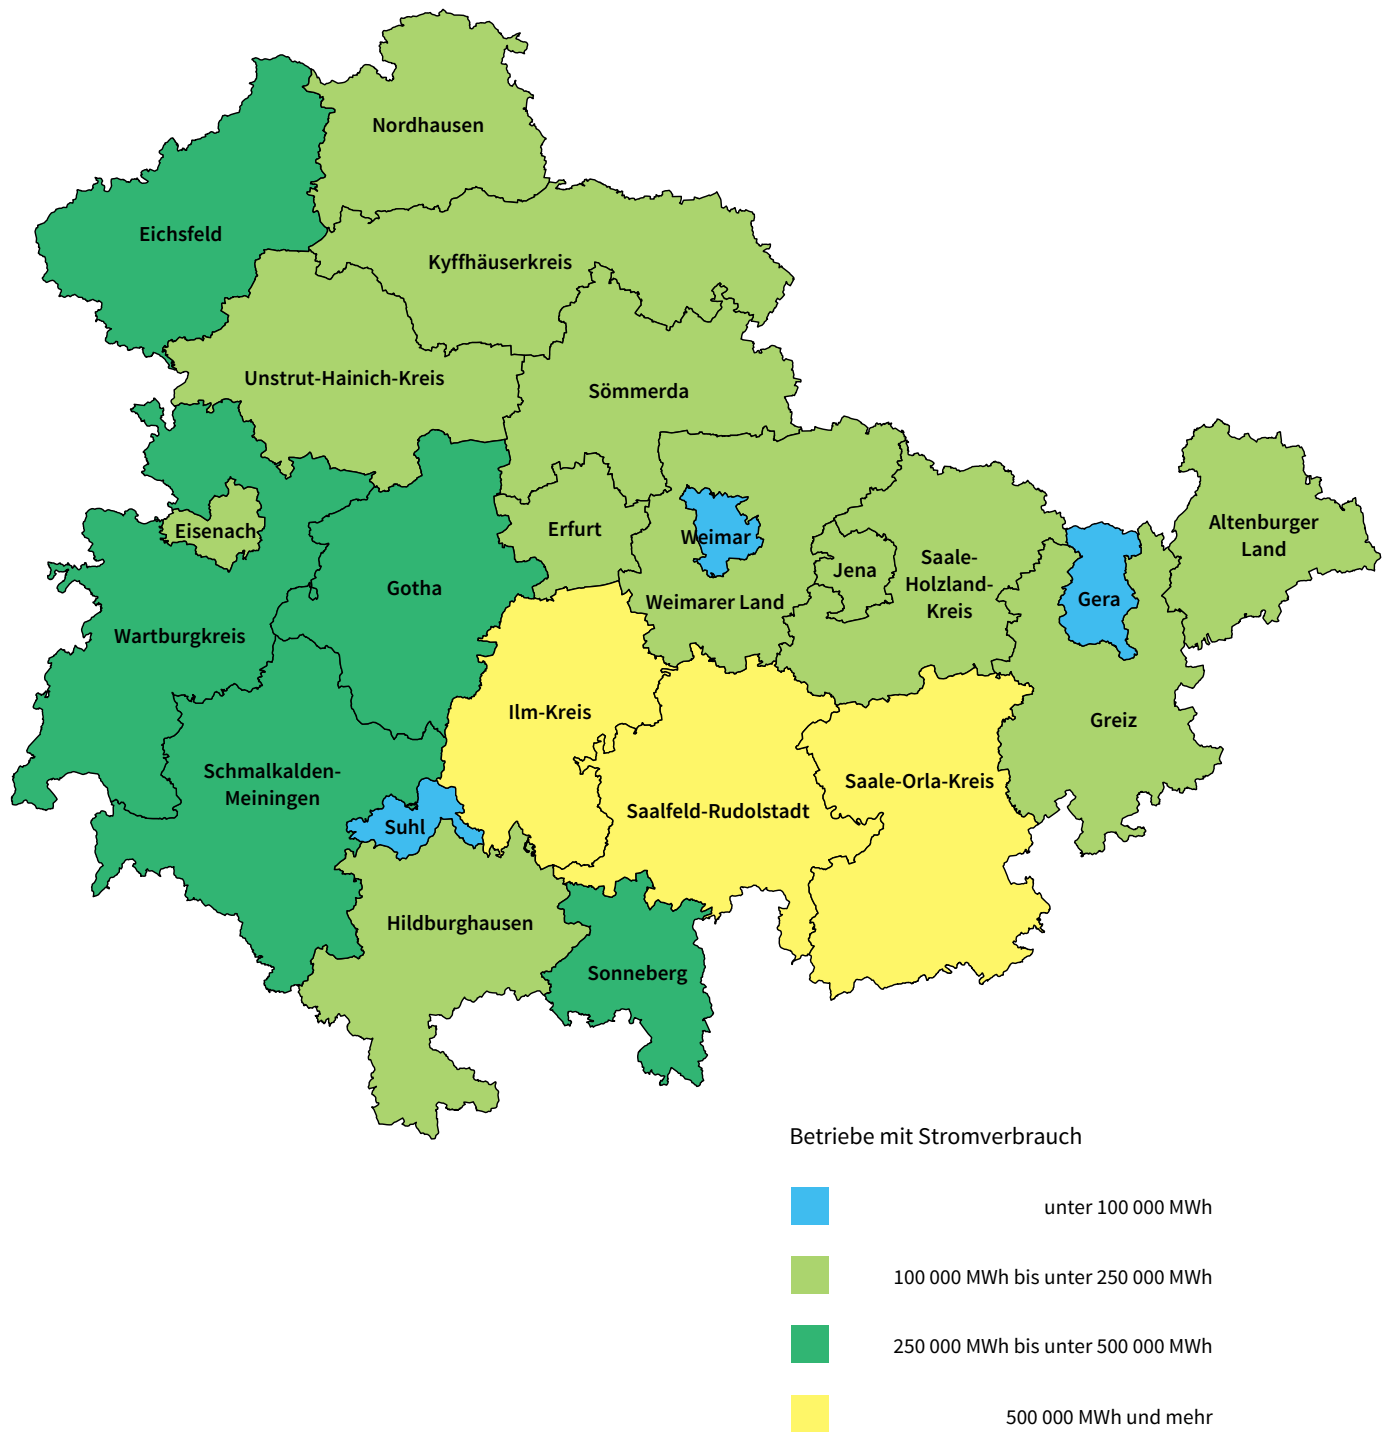 Nordhausen
Eichsfeld
Kyffhäuserkreis
Unstrut-Hainich-Kreis
Sömmerda
Eisenach
Erfurt
Weimar
Altenburger
Land
Gotha
Jena
Saale-
Holzland-
Kreis
Gera
Weimarer Land
Wartburgkreis
Ilm-Kreis
Greiz
Schmalkalden-
Meiningen
Saale-Orla-Kreis
Saalfeld-Rudolstadt
Suhl
Hildburghausen
Sonneberg
Betriebe mit Stromverbrauch
unter 100 000 MWh
100 000 MWh bis unter 250 000 MWh
250 000 MWh bis unter 500 000 MWh
500 000 MWh und mehr